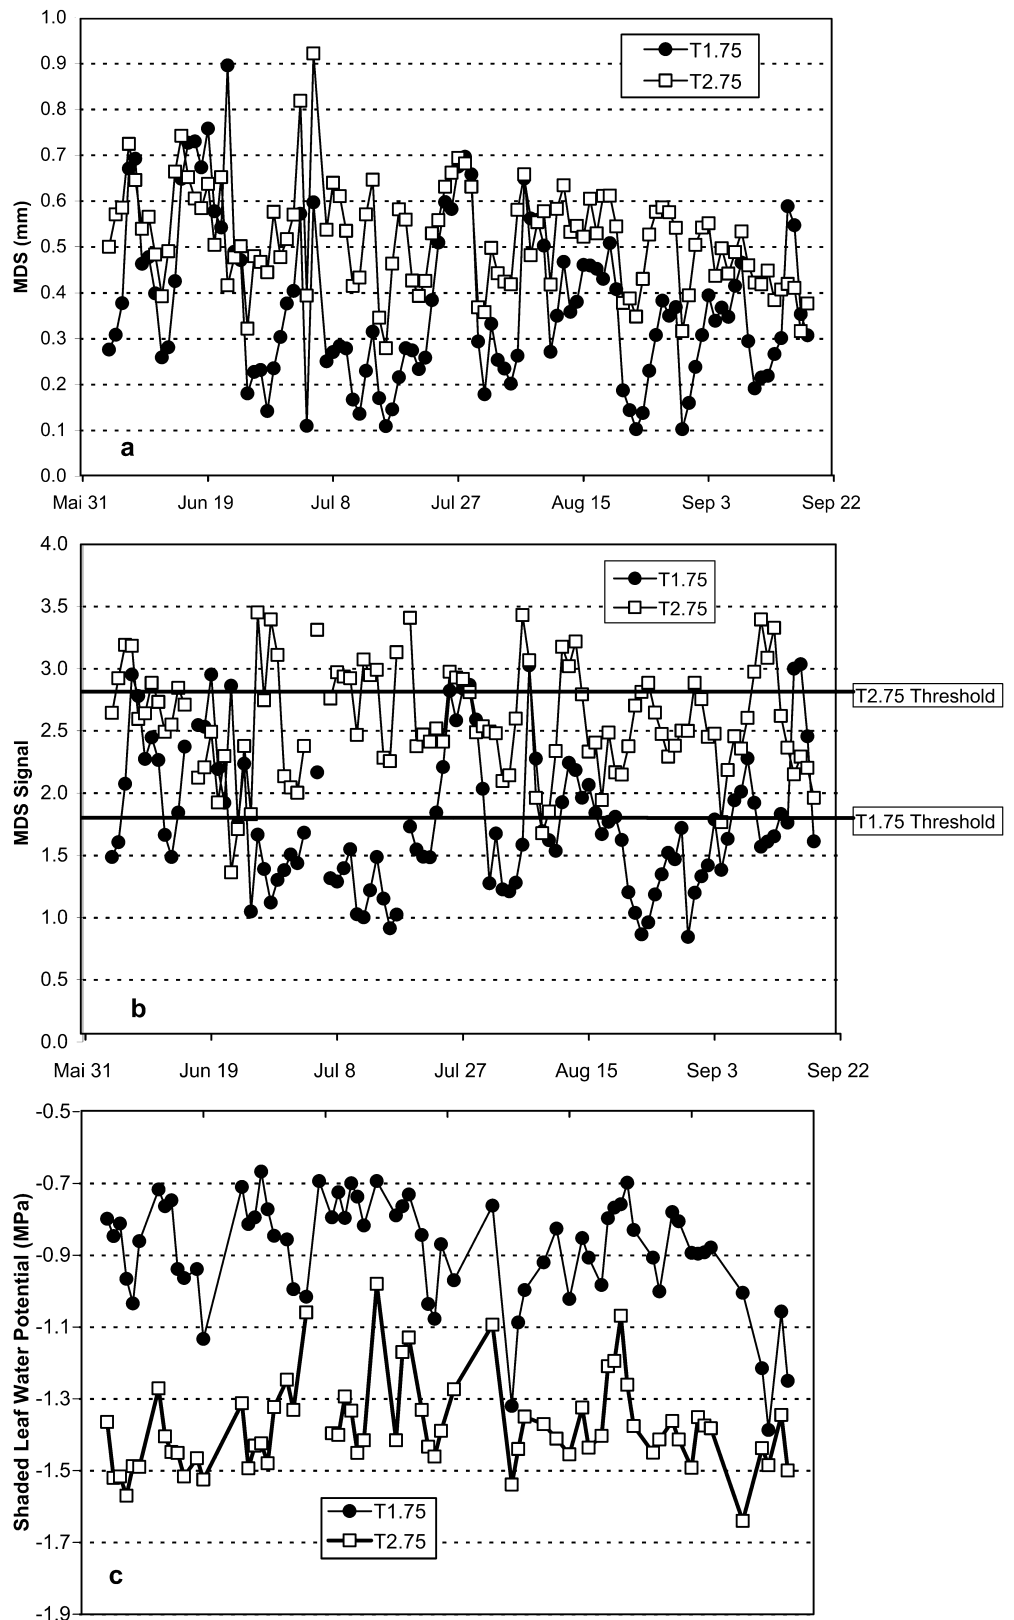 1.0
0.9
0.8
0.7
0.6
0.5
0.4
0.3
0.2
0.1
0.0
MDS (mm)
T1.75
T2.75
a
Mai 31 Jun 19 Jul 8 Jul 27 Aug 15 Sep 3 Sep 22
4.0
3.5
3.0
2.5
2.0
1.5
1.0
0.5
0.0
MDS Signal
T1.75
T2.75
T2.75 Threshold
T1.75 Threshold
b
Mai 31 Jun 19 Jul 8 Jul 27 Aug 15 Sep 3 Sep 22
-0.5
-0.7
-0.9
-1.1
-1.3
-1.5
-1.7
-1.9
Shaded Leaf Water Potential (MPa)
T1.75
T2.75
c